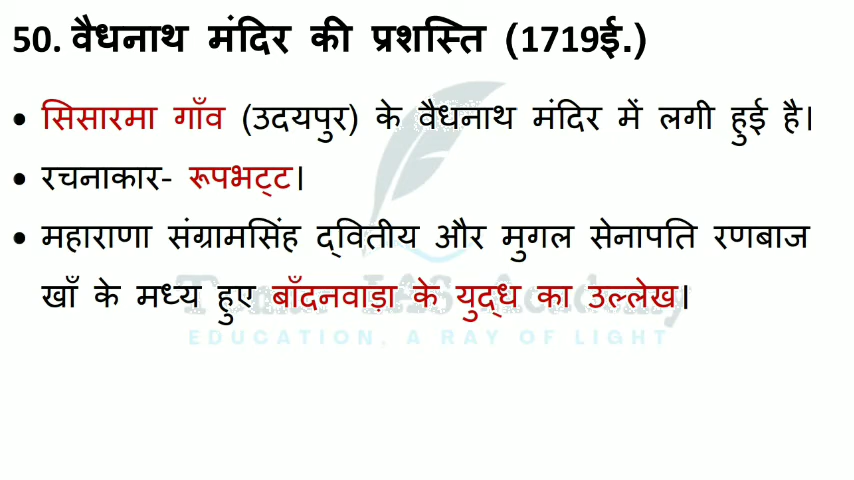 50. वैधनाथ मंदिर की प्रशस्ति (1719ई.)
• सिसारमा गाँव (उदयपुर) के वैधनाथ मंदिर में लगी हुई है।
• रचनाकार- रूपभट्ट।
• महाराणा संग्रामसिंह द्वितीय और मुगल सेनापति रणबाज
खाँ के मध्य हुए बाँदनवाड़ा के युद्ध का उल्लेख।
EDUCATION, A RAY OF LIGHT